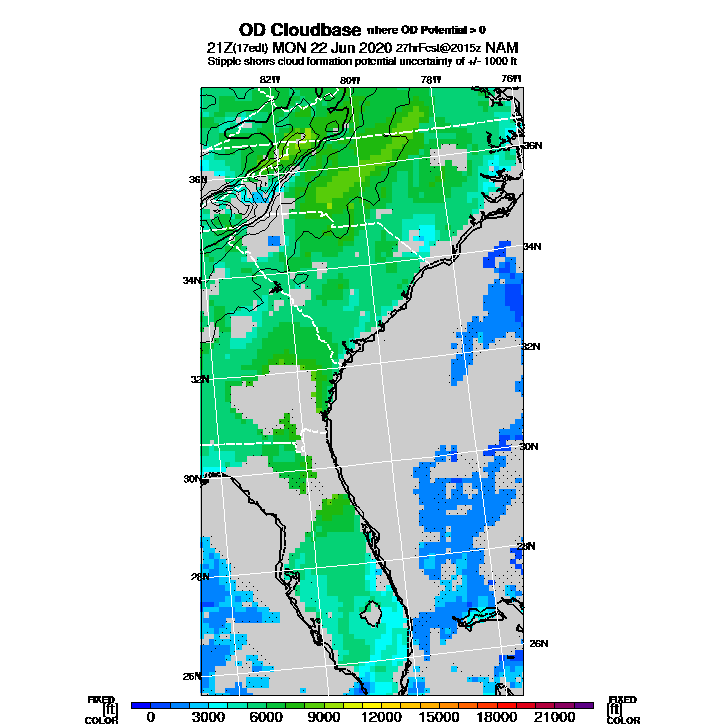 OD Cloudbase where OD Potential > 0
21Z(17edt) MON 22 Jun 2020 27hrFcst@2015z NAM
Stipple shows cloud formation potential uncertainty of +/- 1000 ft
82W 80W 78W 76W
36N
36N
34N
34N
32N
32N
30N
30N
28N
28N
26N
26N
FIXED FIXED
[ft] [ft]
COLOR COLOR
0 3000 6000 9000 12000 15000 18000 21000